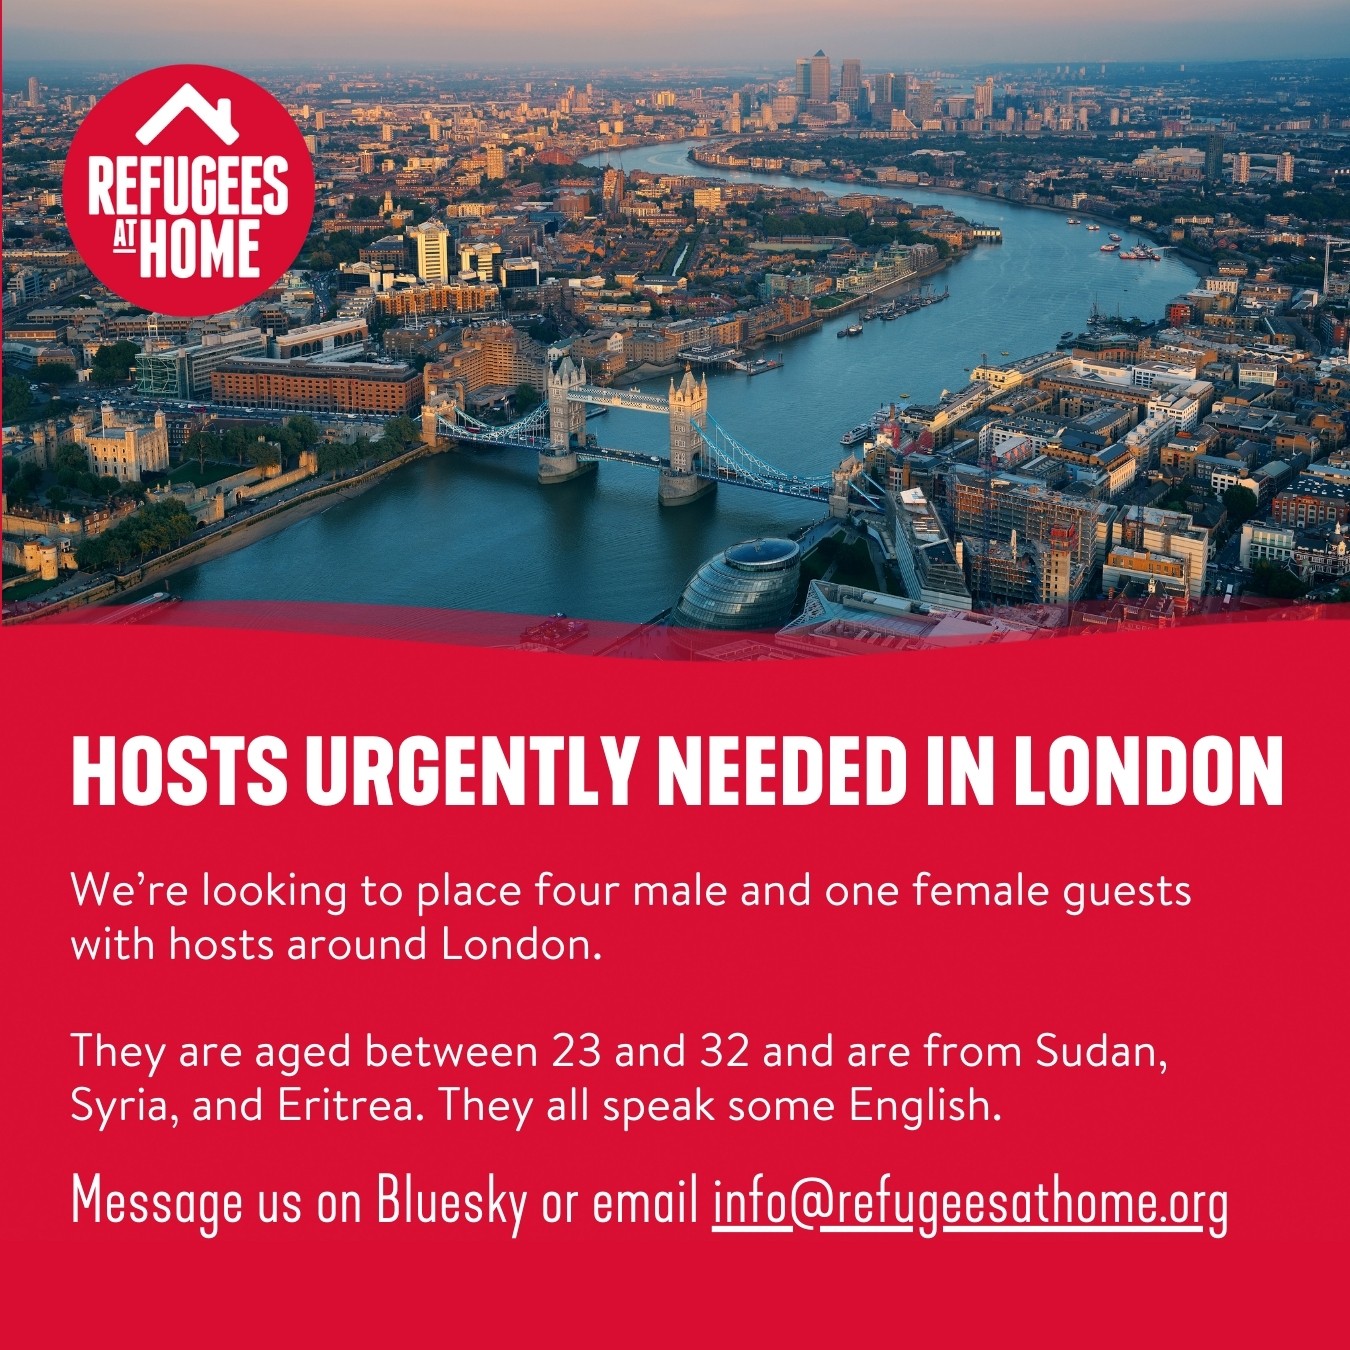 REFUGEES
AT HOME
HOSTS URGENTLY NEEDED IN LONDON
We’re looking to place four male and one female guests
with hosts around London.
They are aged between 23 and 32 and are from Sudan,
Syria, and Eritrea. They all speak some English.
Message us on Bluesky or email info@refugeesathome.org